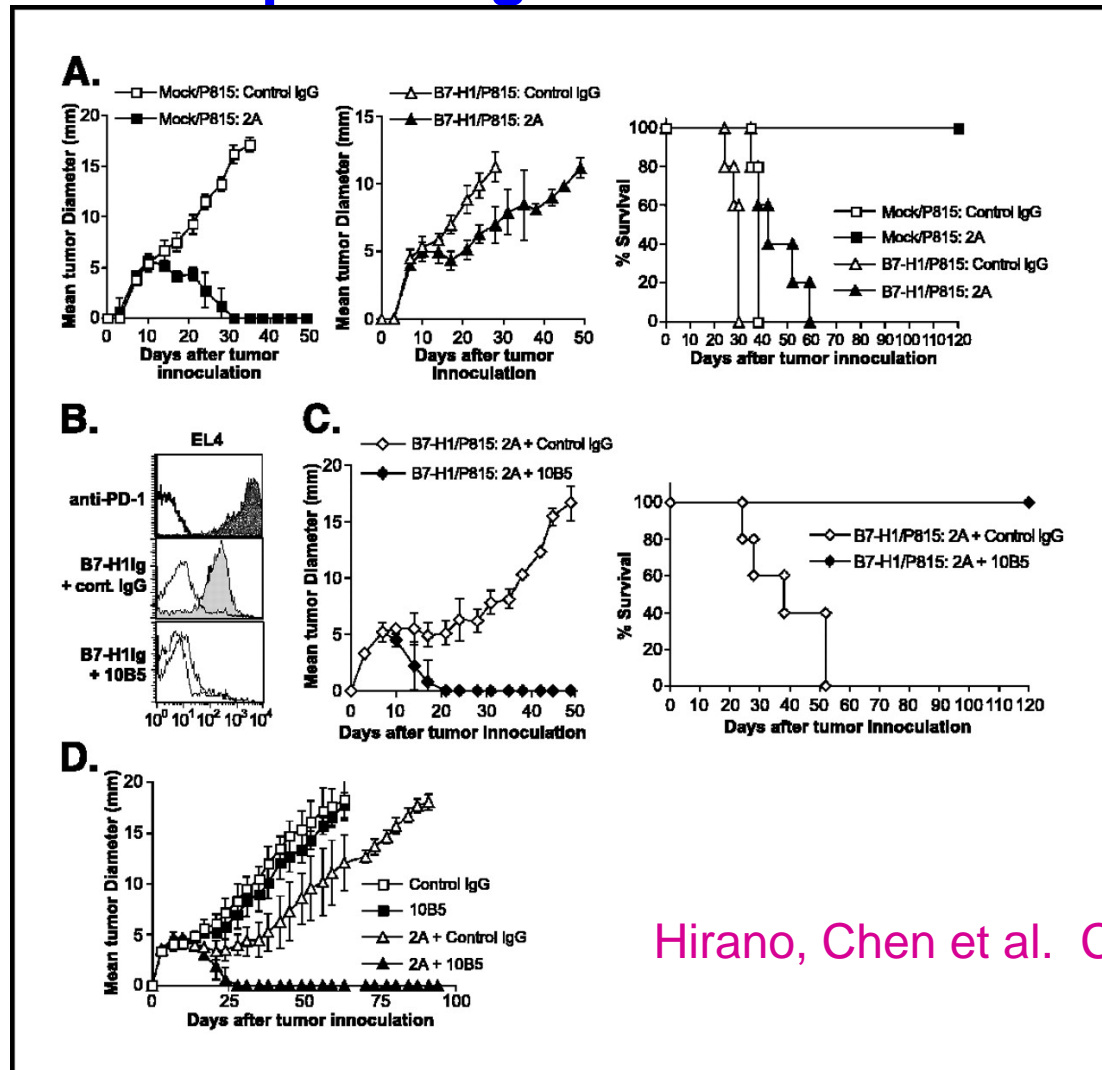 A.
Mock/P815: Control IgG
Mock/P815: 2A
20
15
10
5
0
Mean tumor Diameter (mm)
0 10 20 30 40 50
Days after tumor
innoculation
B7-H1/P815: Control IgG
B7-H1/P815: 2A
15
10
5
0
Mean tumor Diameter (mm)
0 10 20 30 40 50
Days after tumor
Innoculation
100
80
60
40
20
0
% Survival
Mock/P815: Control IgG
Mock/P815: 2A
B7-H1/P815: Control IgG
B7-H1/P815: 2A
0 10 20 30 40 50 60 70 80 90 100 110 120
Days after tumor innoculation
B.
EL4
anti-PD-1
B7-H1Ig
+ cont. IgG
B7-H1Ig
+ 10B5
10⁰ 10¹ 10² 10³ 10⁴
C.
B7-H1/P815: 2A + Control IgG
B7-H1/P815: 2A + 10B5
20
15
10
5
0
Mean tumor Diameter (mm)
0 10 20 30 40 50
Days after tumor Innoculation
100
80
60
40
20
0
% Survival
B7-H1/P815: 2A + Control IgG
B7-H1/P815: 2A + 10B5
0 10 20 30 40 50 60 70 80 90 100 110 120
Days after tumor Innoculation
D.
20
15
10
5
0
Mean tumor Diameter (mm)
Control IgG
10B5
2A + Control IgG
2A + 10B5
0 25 50 75 100
Days after tumor innoculation
Hirano, Chen et al. C